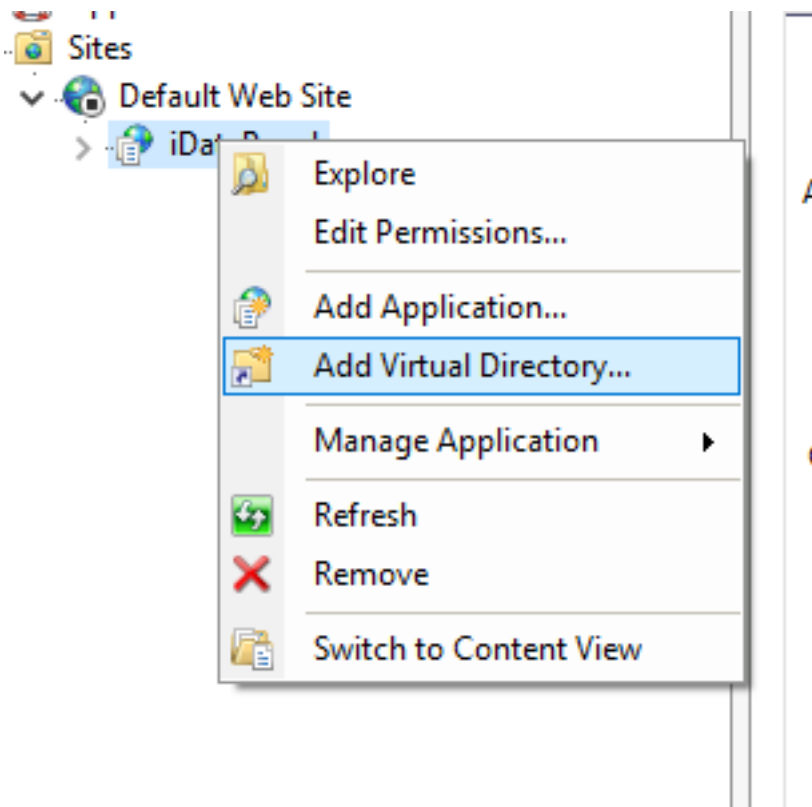 Sites
Default Web Site
Explore
Edit Permissions...
Add Application...
Add Virtual Directory...
Manage Application
Refresh
Remove
Switch to Content View